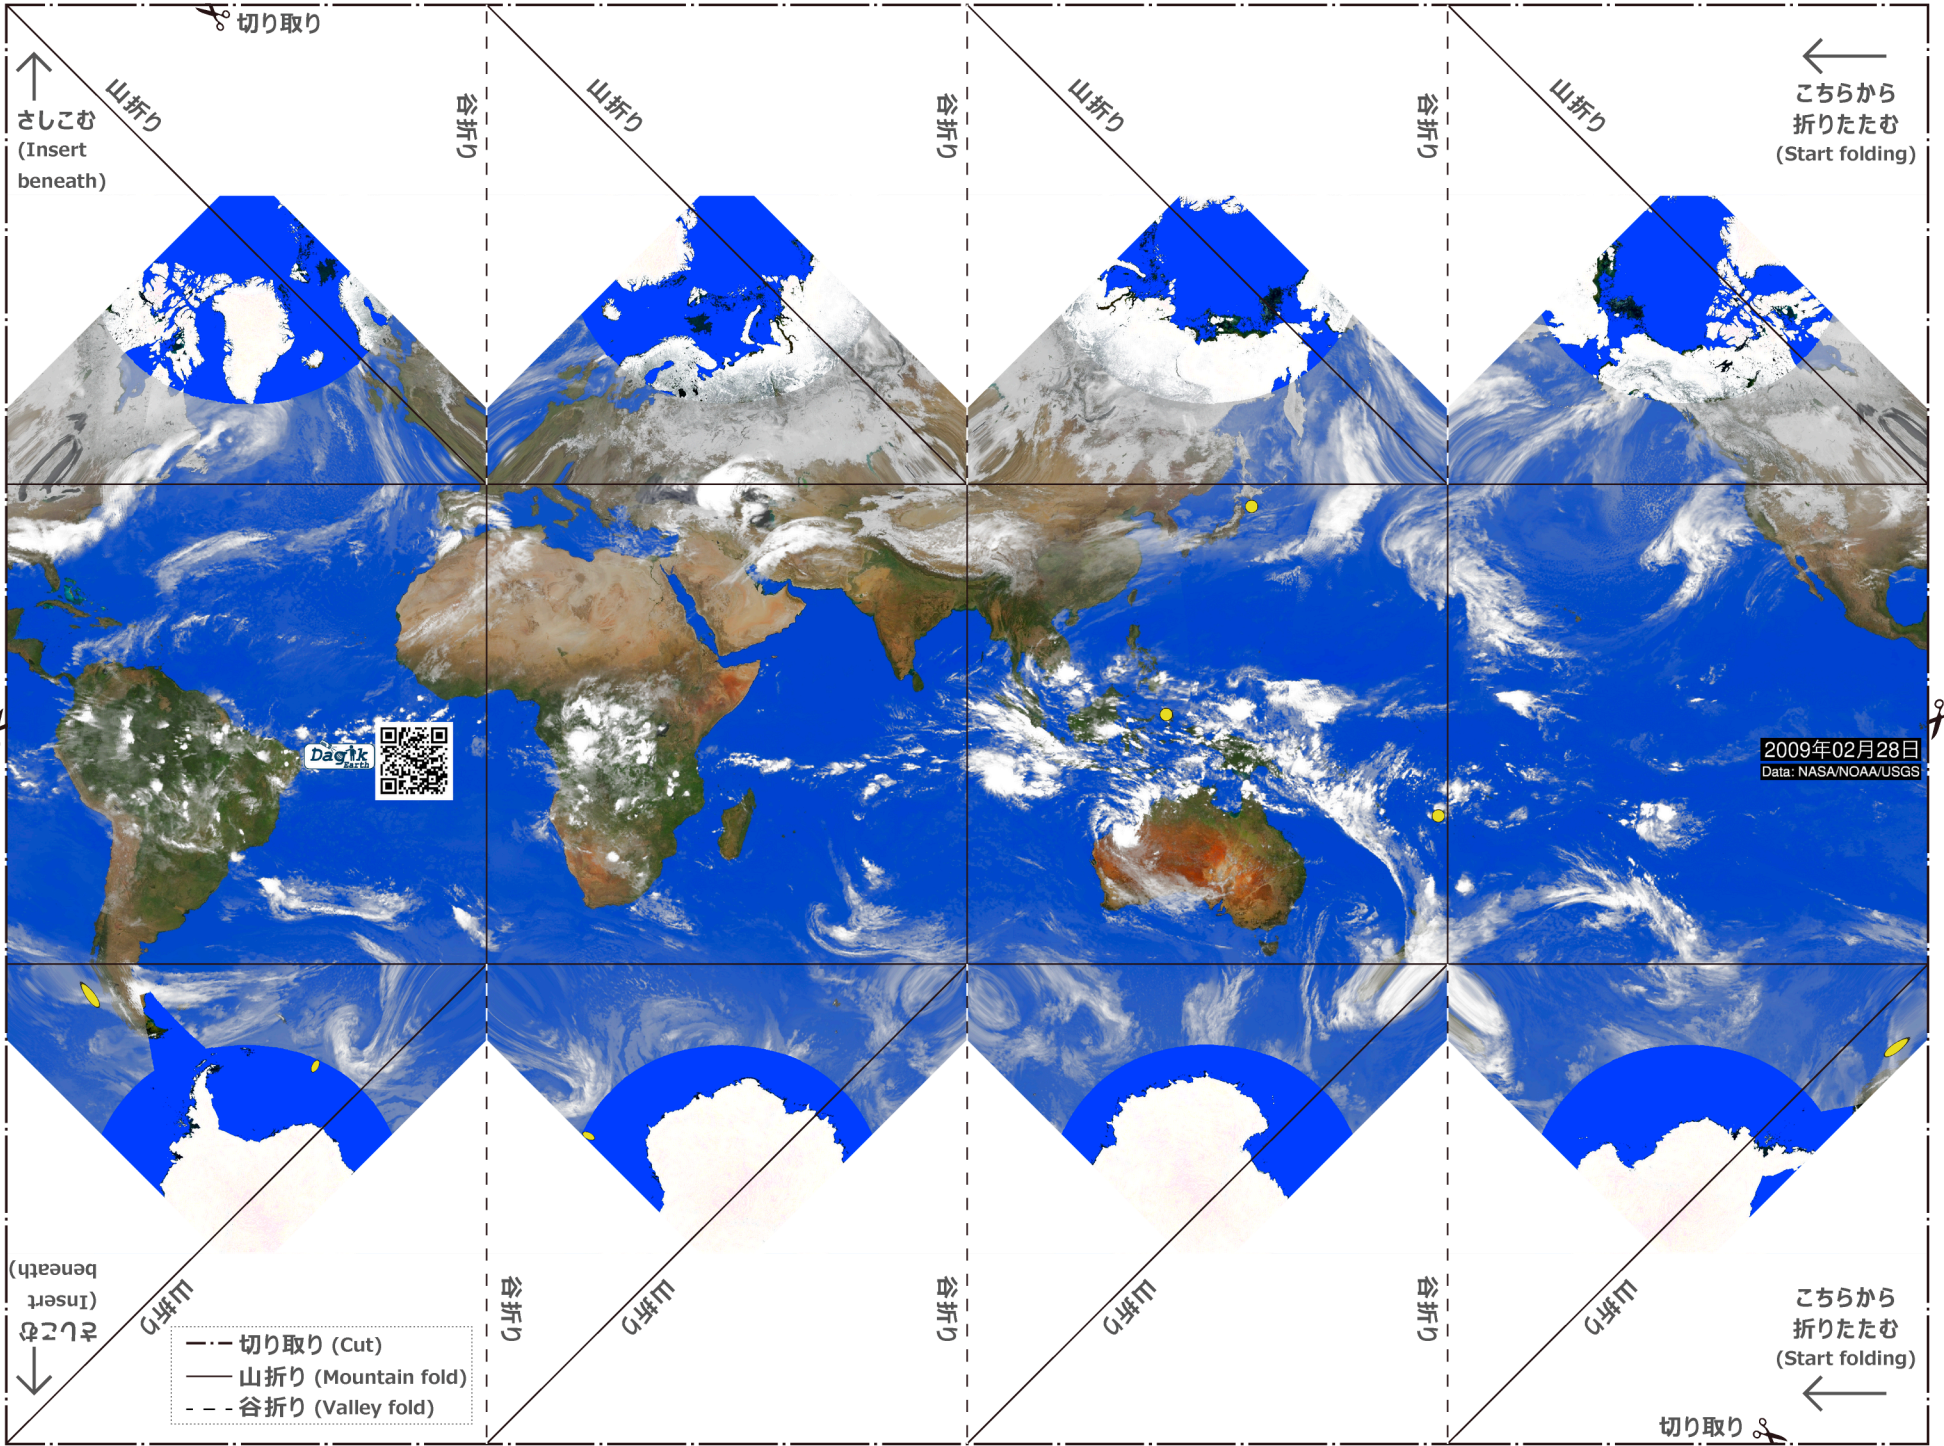 切り取り
山折り
谷折り
山折り
谷折り
山折り
谷折り
山折り
さしこむ
(Insert
beneath)
こちらから
折りたたむ
(Start folding)
Dagik
Earth
2009年02月28日
Data: NASA/NOAA/USGS
さしこむ
(Insert
beneath)
山折り
谷折り
山折り
谷折り
山折り
谷折り
山折り
こちらから
折りたたむ
(Start folding)
切り取り (Cut)
山折り (Mountain fold)
谷折り (Valley fold)
切り取り